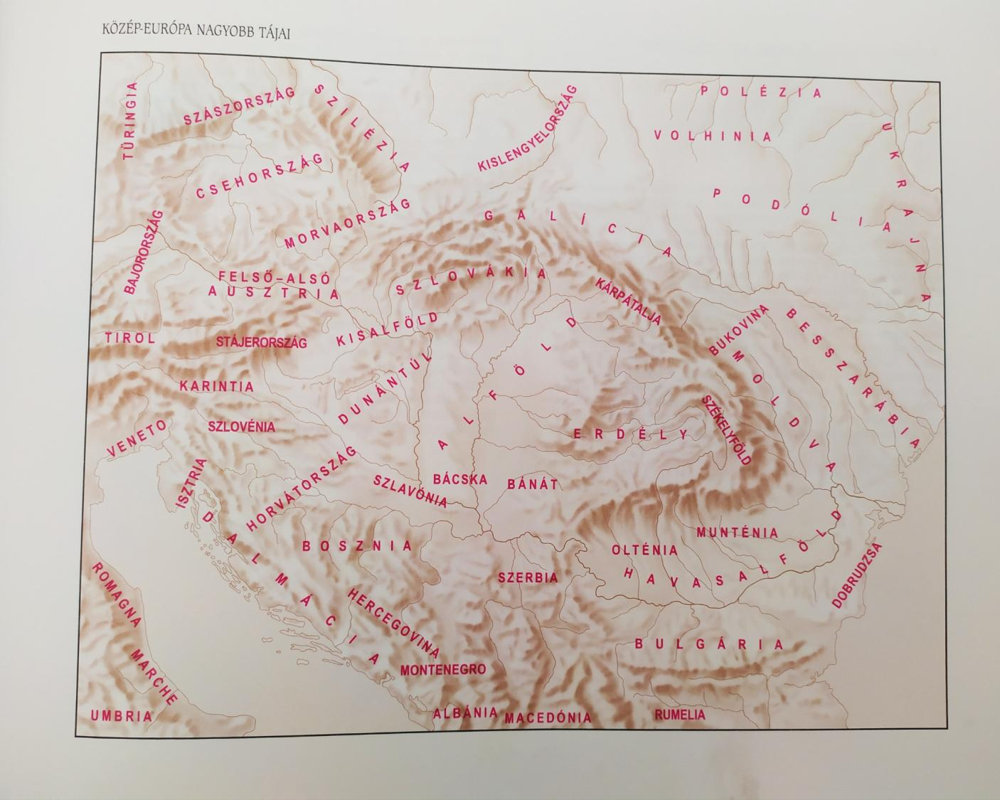 KÖZÉP-EURÓPA NAGYOBB TÁJAI
TÜRINGIA
SZÁSZORSZÁG
SZILÉZIA
KISLENGYELORSZÁG
POLÉZIA
VOLHINIA
UKRAJNA
CSEHORSZÁG
MORVAORSZÁG
GALÍCIA
PODÓLIA
BAJORORSZÁG
FELSŐ-ALSÓ
AUSZTRIA
SZLOVÁKIA
KÁRPÁTALJA
BUKOVINA
BESSZARÁBIA
TIROL
STÁJERORSZÁG
KISALFÖLD
ALFÖLD
MOLDVA
KARINTIA
DUNÁNTÚL
SZÉKELYFÖLD
VENETO
SZLOVÉNIA
ERDÉLY
ISZTRIA
HORVÁTORSZÁG
SZLAVÓNIA
BÁCSKA
BÁNÁT
DALMÁCIA
BOSZNIA
MUNTÉNIA
OLTÉNIA
HAVASALFÖLD
DOBRUDZSA
ROMAGNA
SZERBIA
HERCEGOVINA
BULGÁRIA
MARCHE
MONTENEGRO
UMBRIA
ALBÁNIA
MACEDÓNIA
RUMELIA